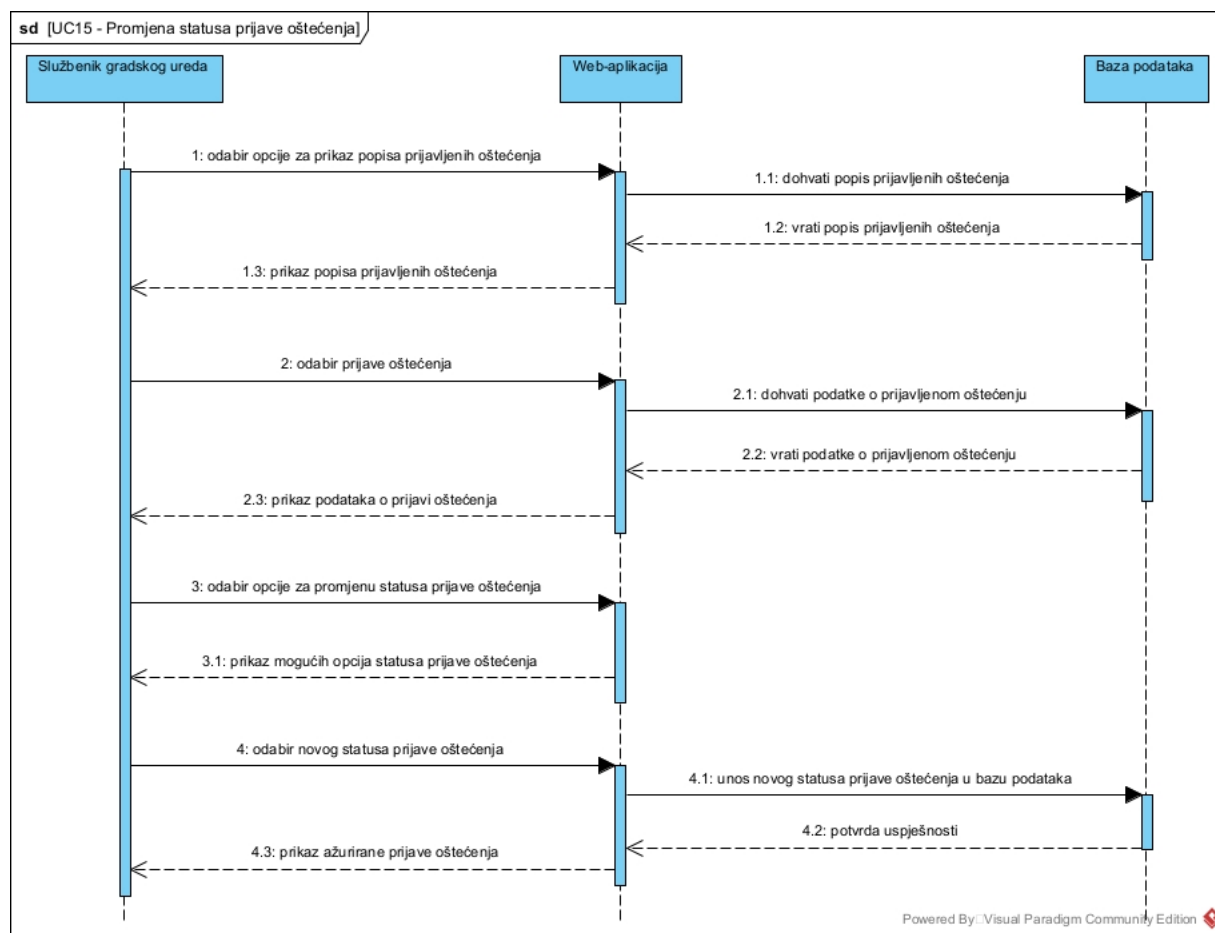 sd [UC15 - Promjena statusa prijave oštećenja]
Službenik gradskog ureda
Web-aplikacija
Baza podataka
1: odabir opcije za prikaz popisa prijavljenih oštećenja
1.1: dohvati popis prijavljenih oštećenja
1.2: vrati popis prijavljenih oštećenja
1.3: prikaz popisa prijavljenih oštećenja
2: odabir prijave oštećenja
2.1: dohvati podatke o prijavljenom oštećenju
2.2: vrati podatke o prijavljenom oštećenju
2.3: prikaz podataka o prijavi oštećenja
3: odabir opcije za promjenu statusa prijave oštećenja
3.1: prikaz mogućih opcija statusa prijave oštećenja
4: odabir novog statusa prijave oštećenja
4.1: unos novog statusa prijave oštećenja u bazu podataka
4.2: potvrda uspješnosti
4.3: prikaz ažurirane prijave oštećenja
Powered By Visual Paradigm Community Edition